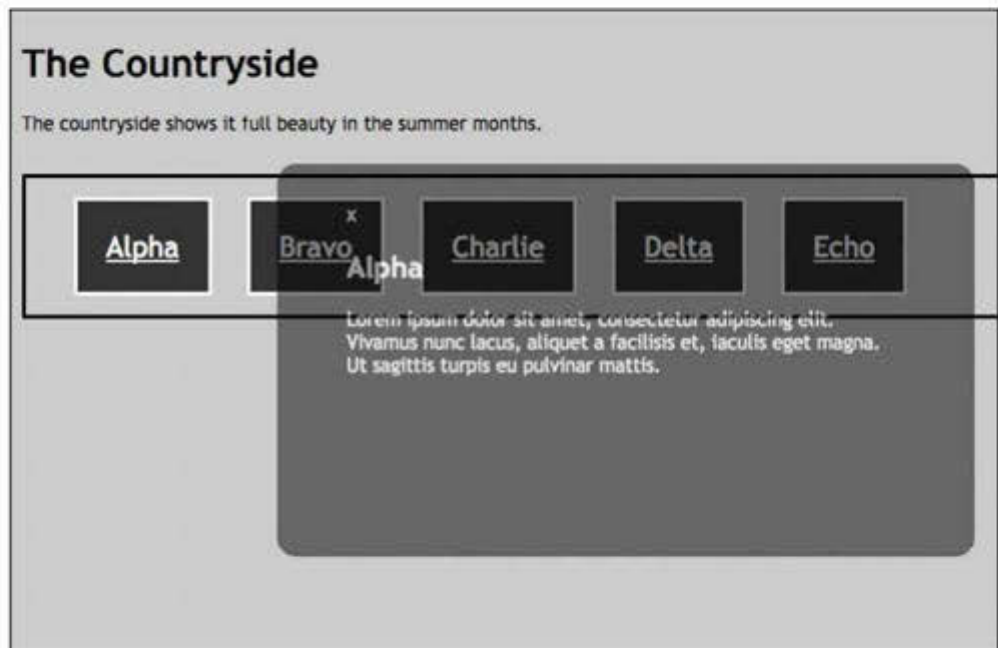 The Countryside
The countryside shows it full beauty in the summer months.
Alpha
Bravo
Charlie
Delta
Echo
x
Alpha
Lorem ipsum dolor sit amet, consectetur adipiscing elit.
Vivamus nunc lacus, aliquet a facilisis et, iaculis eget magna.
Ut sagittis turpis eu pulvinar mattis.